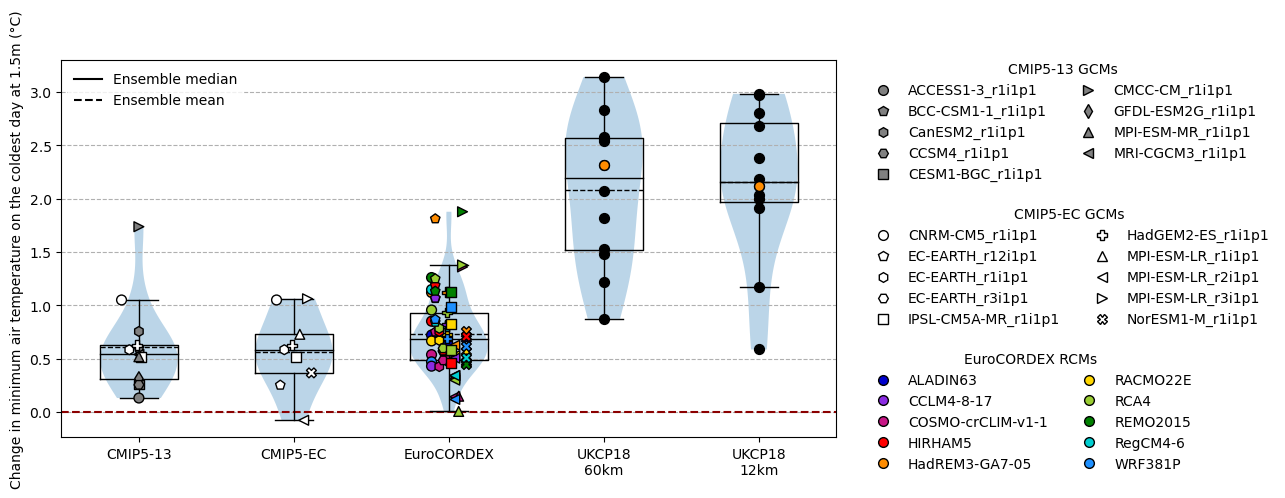 Change in minimum air temperature on the coldest day at 1.5m (°C)
Ensemble median
Ensemble mean
3.0
2.5
2.0
1.5
1.0
0.5
0.0
CMIP5-13
CMIP5-EC
EuroCORDEX
UKCP18
60km
UKCP18
12km
CMIP5-13 GCMs
ACCESS1-3_r1i1p1
BCC-CSM1-1_r1i1p1
CanESM2_r1i1p1
CCSM4_r1i1p1
CESM1-BGC_r1i1p1
CMCC-CM_r1i1p1
GFDL-ESM2G_r1i1p1
MPI-ESM-MR_r1i1p1
MRI-CGCM3_r1i1p1
CMIP5-EC GCMs
CNRM-CM5_r1i1p1
EC-EARTH_r12i1p1
EC-EARTH_r1i1p1
EC-EARTH_r3i1p1
IPSL-CM5A-MR_r1i1p1
HadGEM2-ES_r1i1p1
MPI-ESM-LR_r1i1p1
MPI-ESM-LR_r2i1p1
MPI-ESM-LR_r3i1p1
NorESM1-M_r1i1p1
EuroCORDEX RCMs
ALADIN63
CCLM4-8-17
COSMO-crCLIM-v1-1
HIRHAM5
HadREM3-GA7-05
RACMO22E
RCA4
REMO2015
RegCM4-6
WRF381P